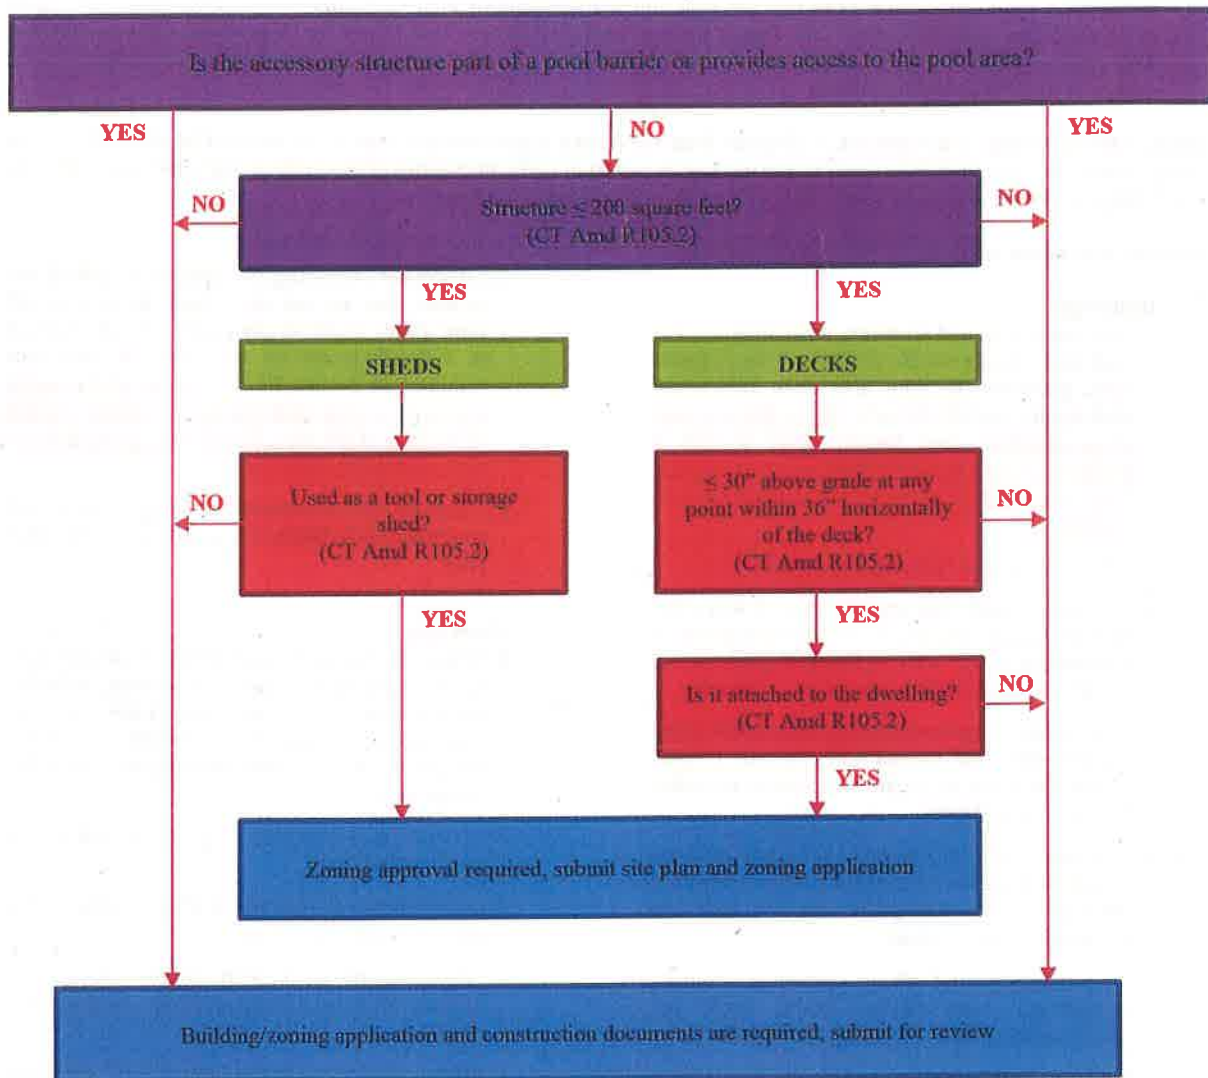 Is the accessory structure part of a pool barrier or provides access to the pool area?
YES
NO
YES
NO
Structure ≤ 200 square feet?
(CT Amd R105.2)
NO
YES
YES
SHEDS
DECKS
NO
Used as a tool or storage
shed?
(CT Amd R105.2)
≤ 30” above grade at any
point within 36” horizontally
of the deck?
(CT Amd R105.2)
NO
YES
YES
Is it attached to the dwelling?
(CT Amd R105.2)
NO
YES
Zoning approval required, submit site plan and zoning application
Building/zoning application and construction documents are required, submit for review